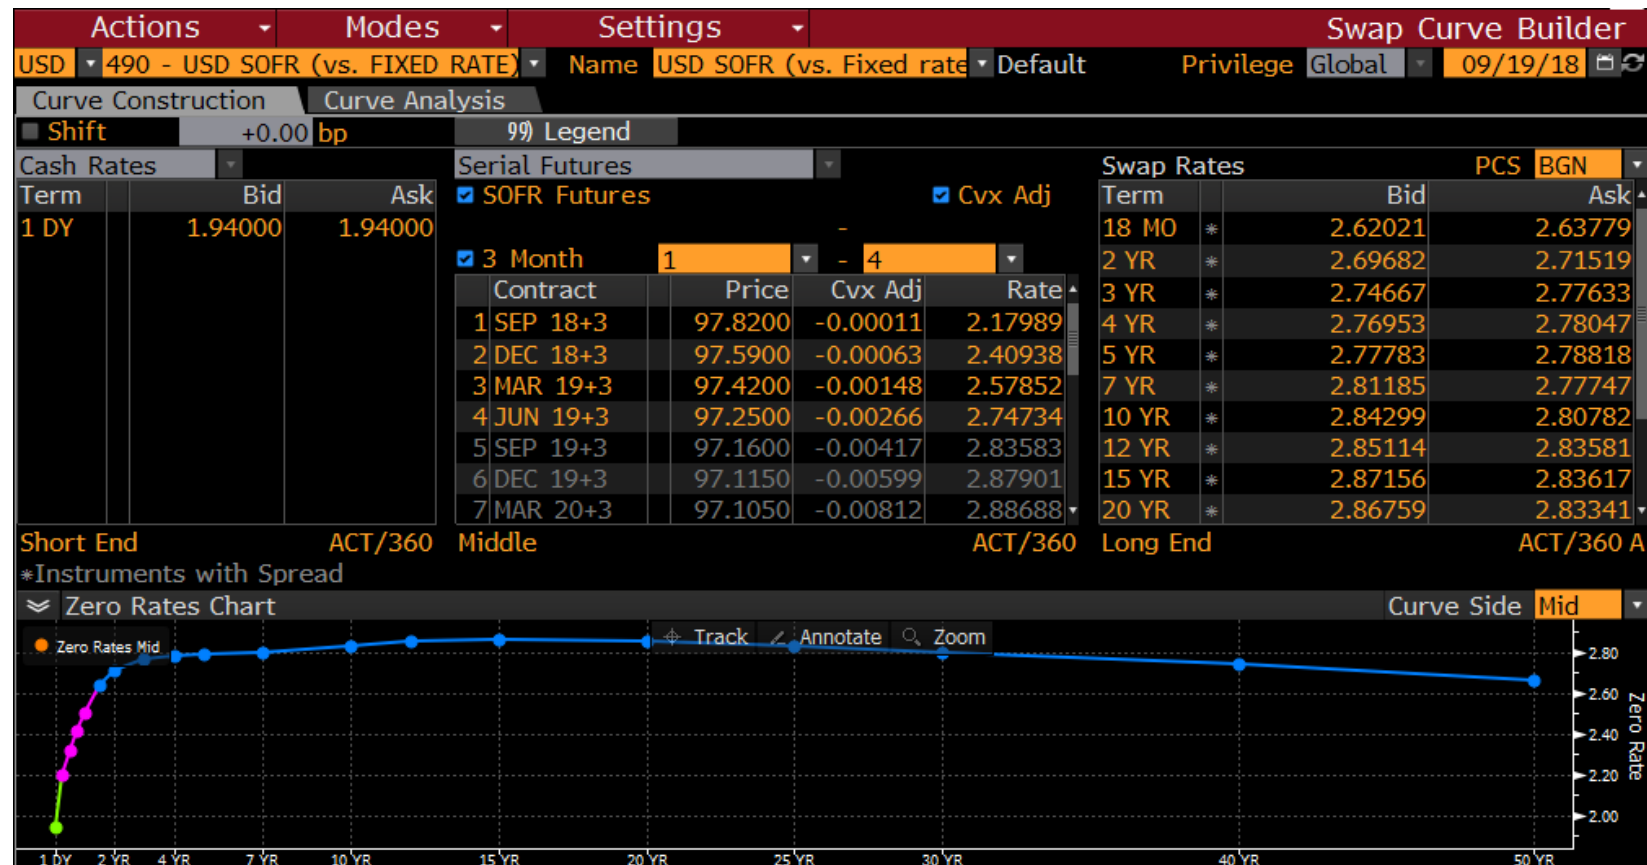 Actions Modes Settings Swap Curve Builder
USD 490 - USD SOFR (vs. FIXED RATE) Name USD SOFR (vs. Fixed rate Default Privilege Global 09/19/18
Curve Construction Curve Analysis
Shift +0.00 bp 99) Legend
Cash Rates Serial Futures Swap Rates PCS BGN
Term Bid Ask SOFR Futures Cvx Adj Term Bid Ask
1 DY 1.94000 1.94000 - 18 MO * 2.62021 2.63779
3 Month 1 - 4 2 YR * 2.69682 2.71519
Contract Price Cvx Adj Rate 3 YR * 2.74667 2.77633
1 SEP 18+3 97.8200 -0.00011 2.17989 4 YR * 2.76953 2.78047
2 DEC 18+3 97.5900 -0.00063 2.40938 5 YR * 2.77783 2.78818
3 MAR 19+3 97.4200 -0.00148 2.57852 7 YR * 2.81185 2.77747
4 JUN 19+3 97.2500 -0.00266 2.74734 10 YR * 2.84299 2.80782
5 SEP 19+3 97.1600 -0.00417 2.83583 12 YR * 2.85114 2.83581
6 DEC 19+3 97.1150 -0.00599 2.87901 15 YR * 2.87156 2.83617
7 MAR 20+3 97.1050 -0.00812 2.88688 20 YR * 2.86759 2.83341
Short End ACT/360 Middle ACT/360 Long End ACT/360 A
*Instruments with Spread
Zero Rates Chart Curve Side Mid
Zero Rates Mid Track Annotate Zoom
2.80
2.60
2.40
2.20
2.00
Zero Rate
1 DY 2 YR 4 YR 7 YR 10 YR 15 YR 20 YR 25 YR 30 YR 40 YR 50 YR